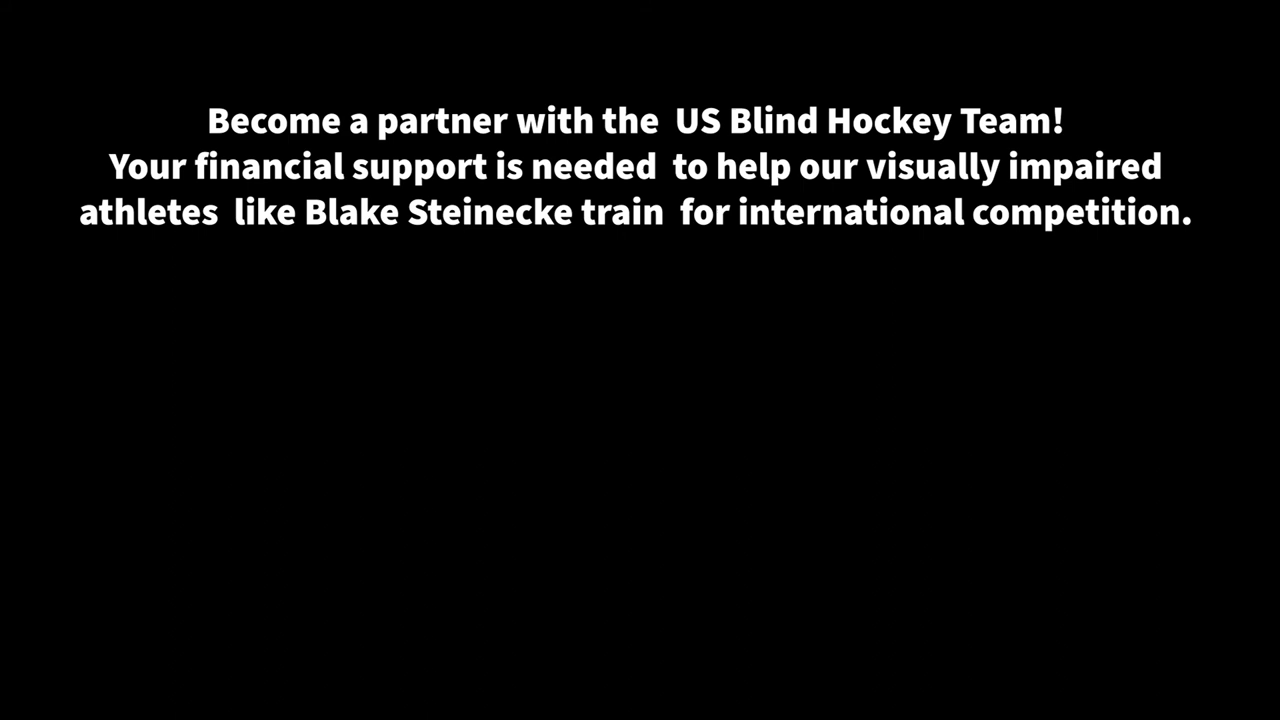 Become a partner with the  US Blind Hockey Team!
Your financial support is needed  to help our visually impaired
athletes  like Blake Steinecke train  for international competition.